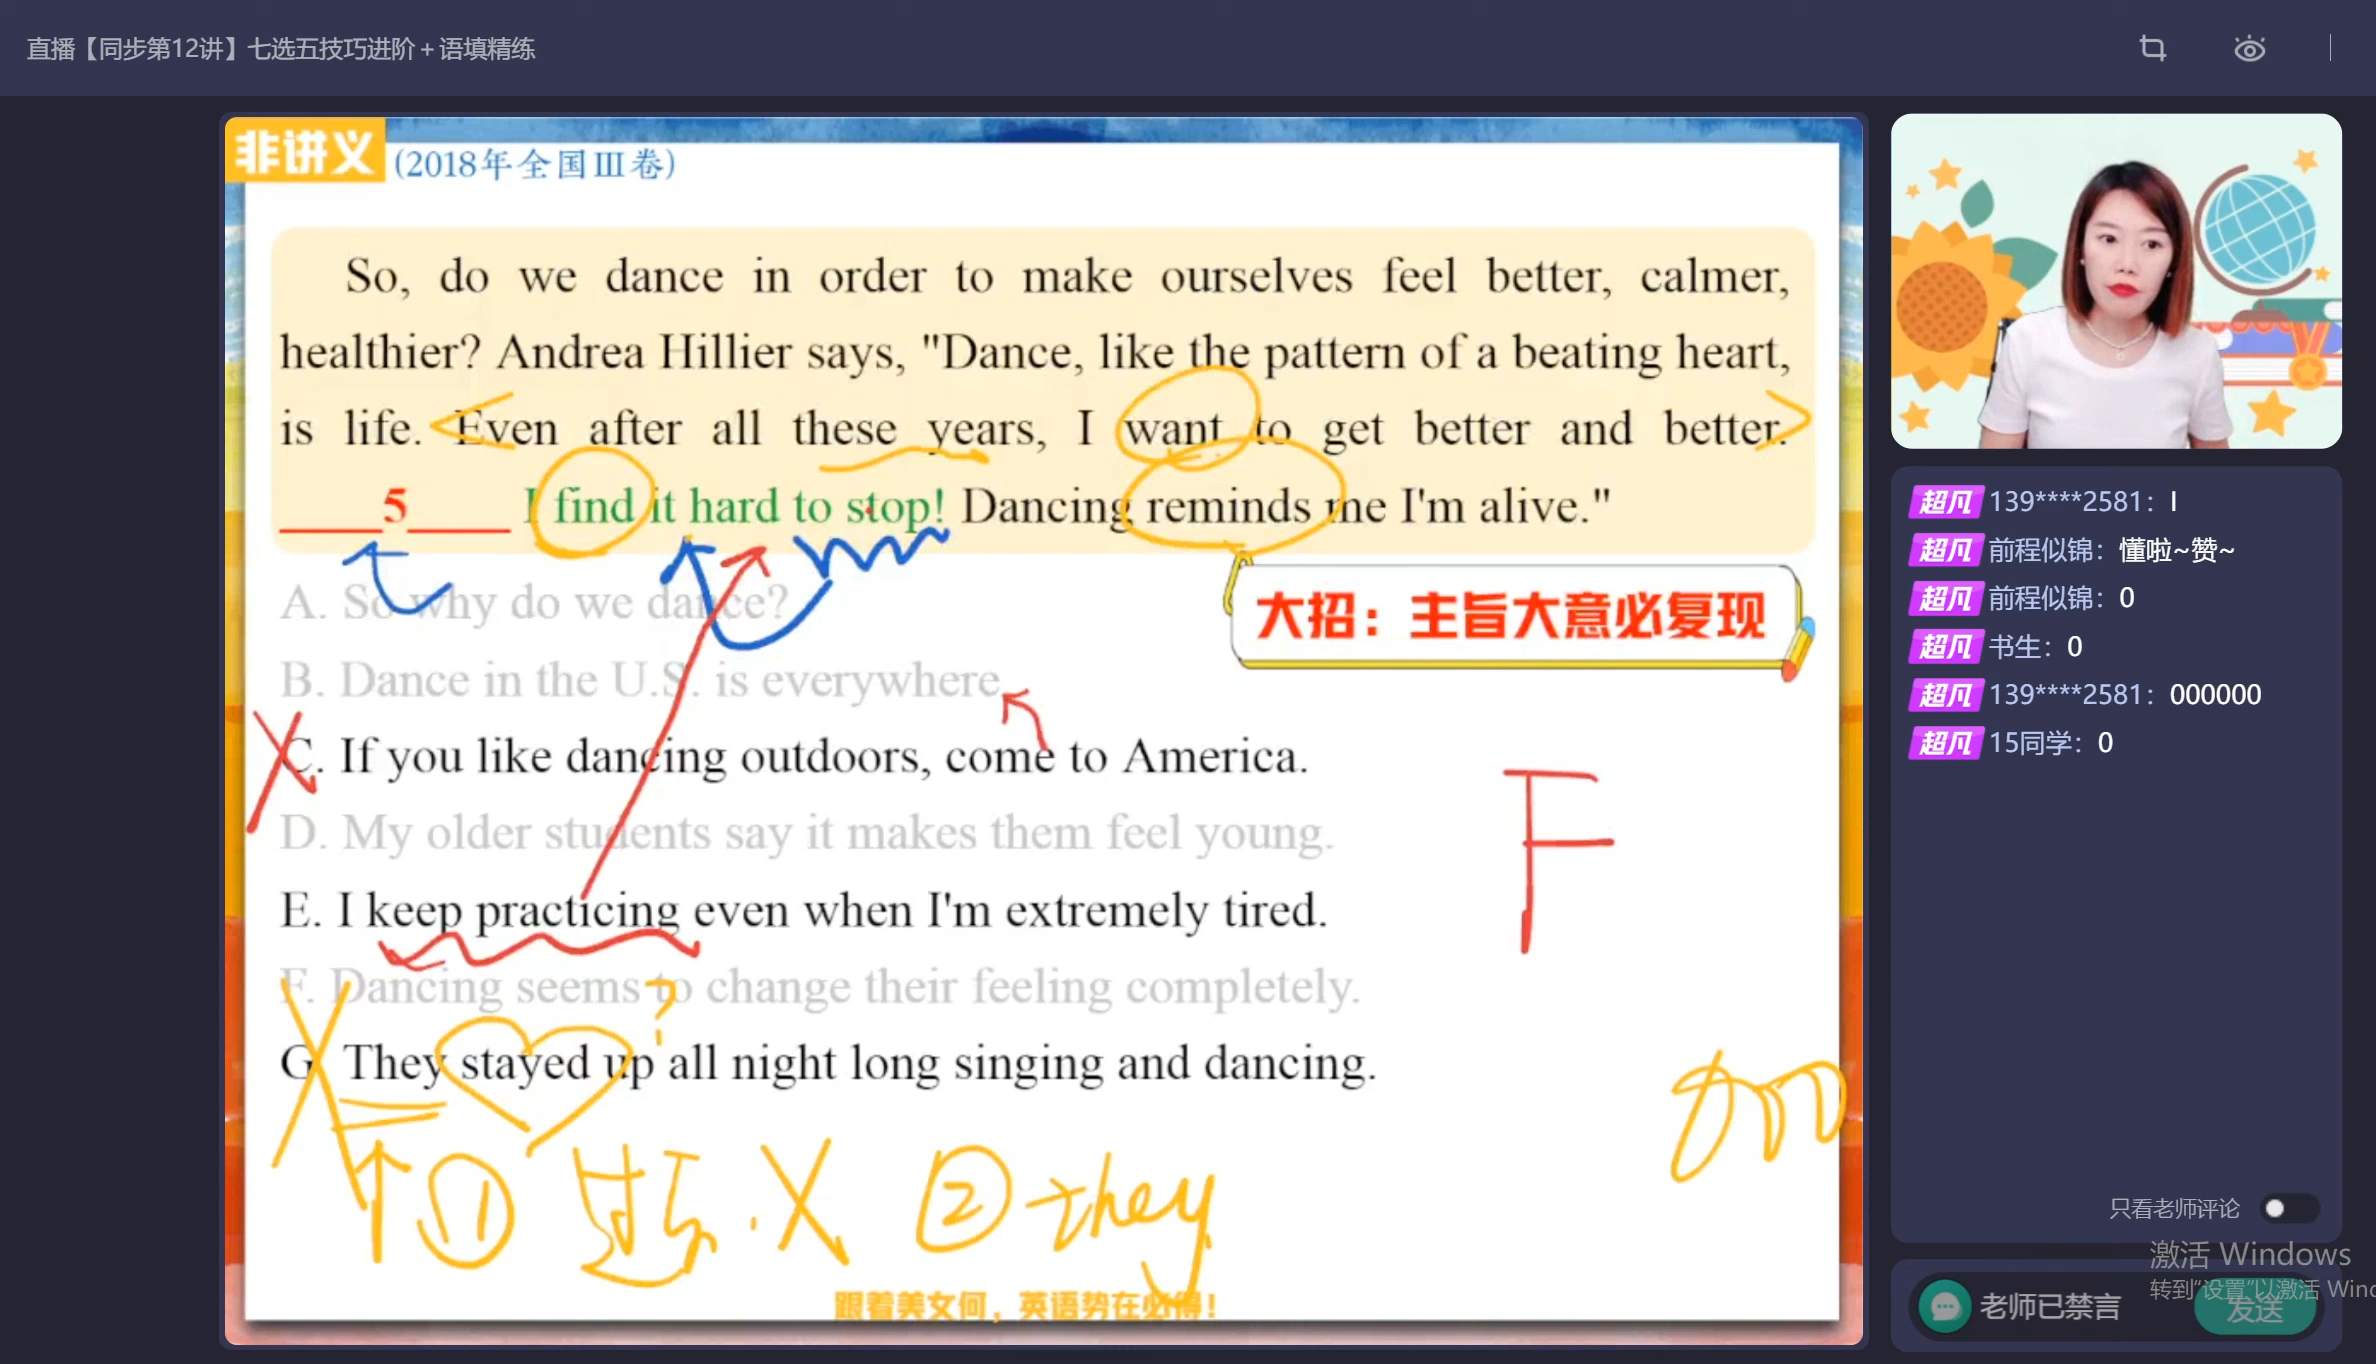 直播【同步第12讲】七选五技巧进阶+语填精练
非讲义
(2018年全国Ⅲ卷)
So, do we dance in order to make ourselves feel better, calmer,
healthier? Andrea Hillier says, "Dance, like the pattern of a beating heart,
is life. Even after all these years, I want to get better and better.
5 I find it hard to stop! Dancing reminds me I'm alive."
A. So why do we dance?
大招：主旨大意必复现
B. Dance in the U.S. is everywhere.
C. If you like dancing outdoors, come to America.
D. My older students say it makes them feel young.
E. I keep practicing even when I'm extremely tired.
F. Dancing seems to change their feeling completely.
G. They stayed up all night long singing and dancing.
F
?
① 过去. X ② they
跟着美女何，英语势在必得！
超凡 139****2581：I
超凡 前程似锦：懂啦~赞~
超凡 前程似锦：0
超凡 书生：0
超凡 139****2581：000000
超凡 15同学：0
只看老师评论
激活 Windows
转到"设置"以激活 Wind
老师已禁言
发送